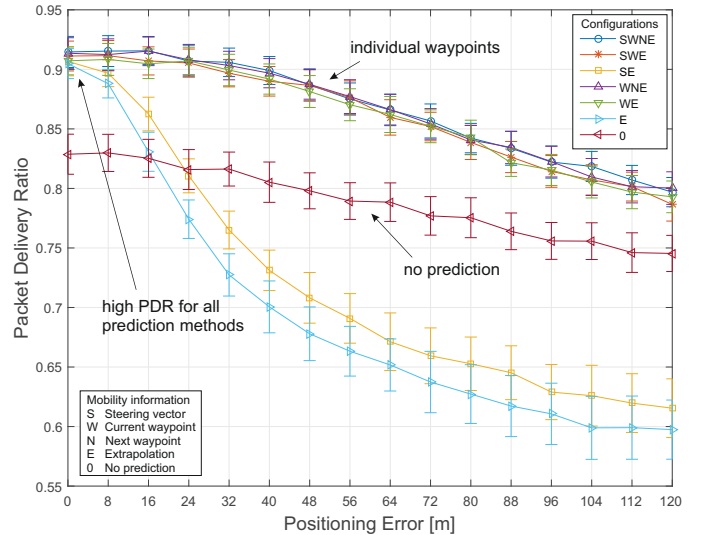 0.95
0.9
0.85
0.8
0.75
0.7
0.65
0.6
0.55
Packet Delivery Ratio
individual waypoints
Configurations
SWNE
SWE
SE
WNE
WE
E
0
no prediction
high PDR for all
prediction methods
Mobility information
S Steering vector
W Current waypoint
N Next waypoint
E Extrapolation
0 No prediction
0 8 16 24 32 40 48 56 64 72 80 88 96 104 112 120
Positioning Error [m]